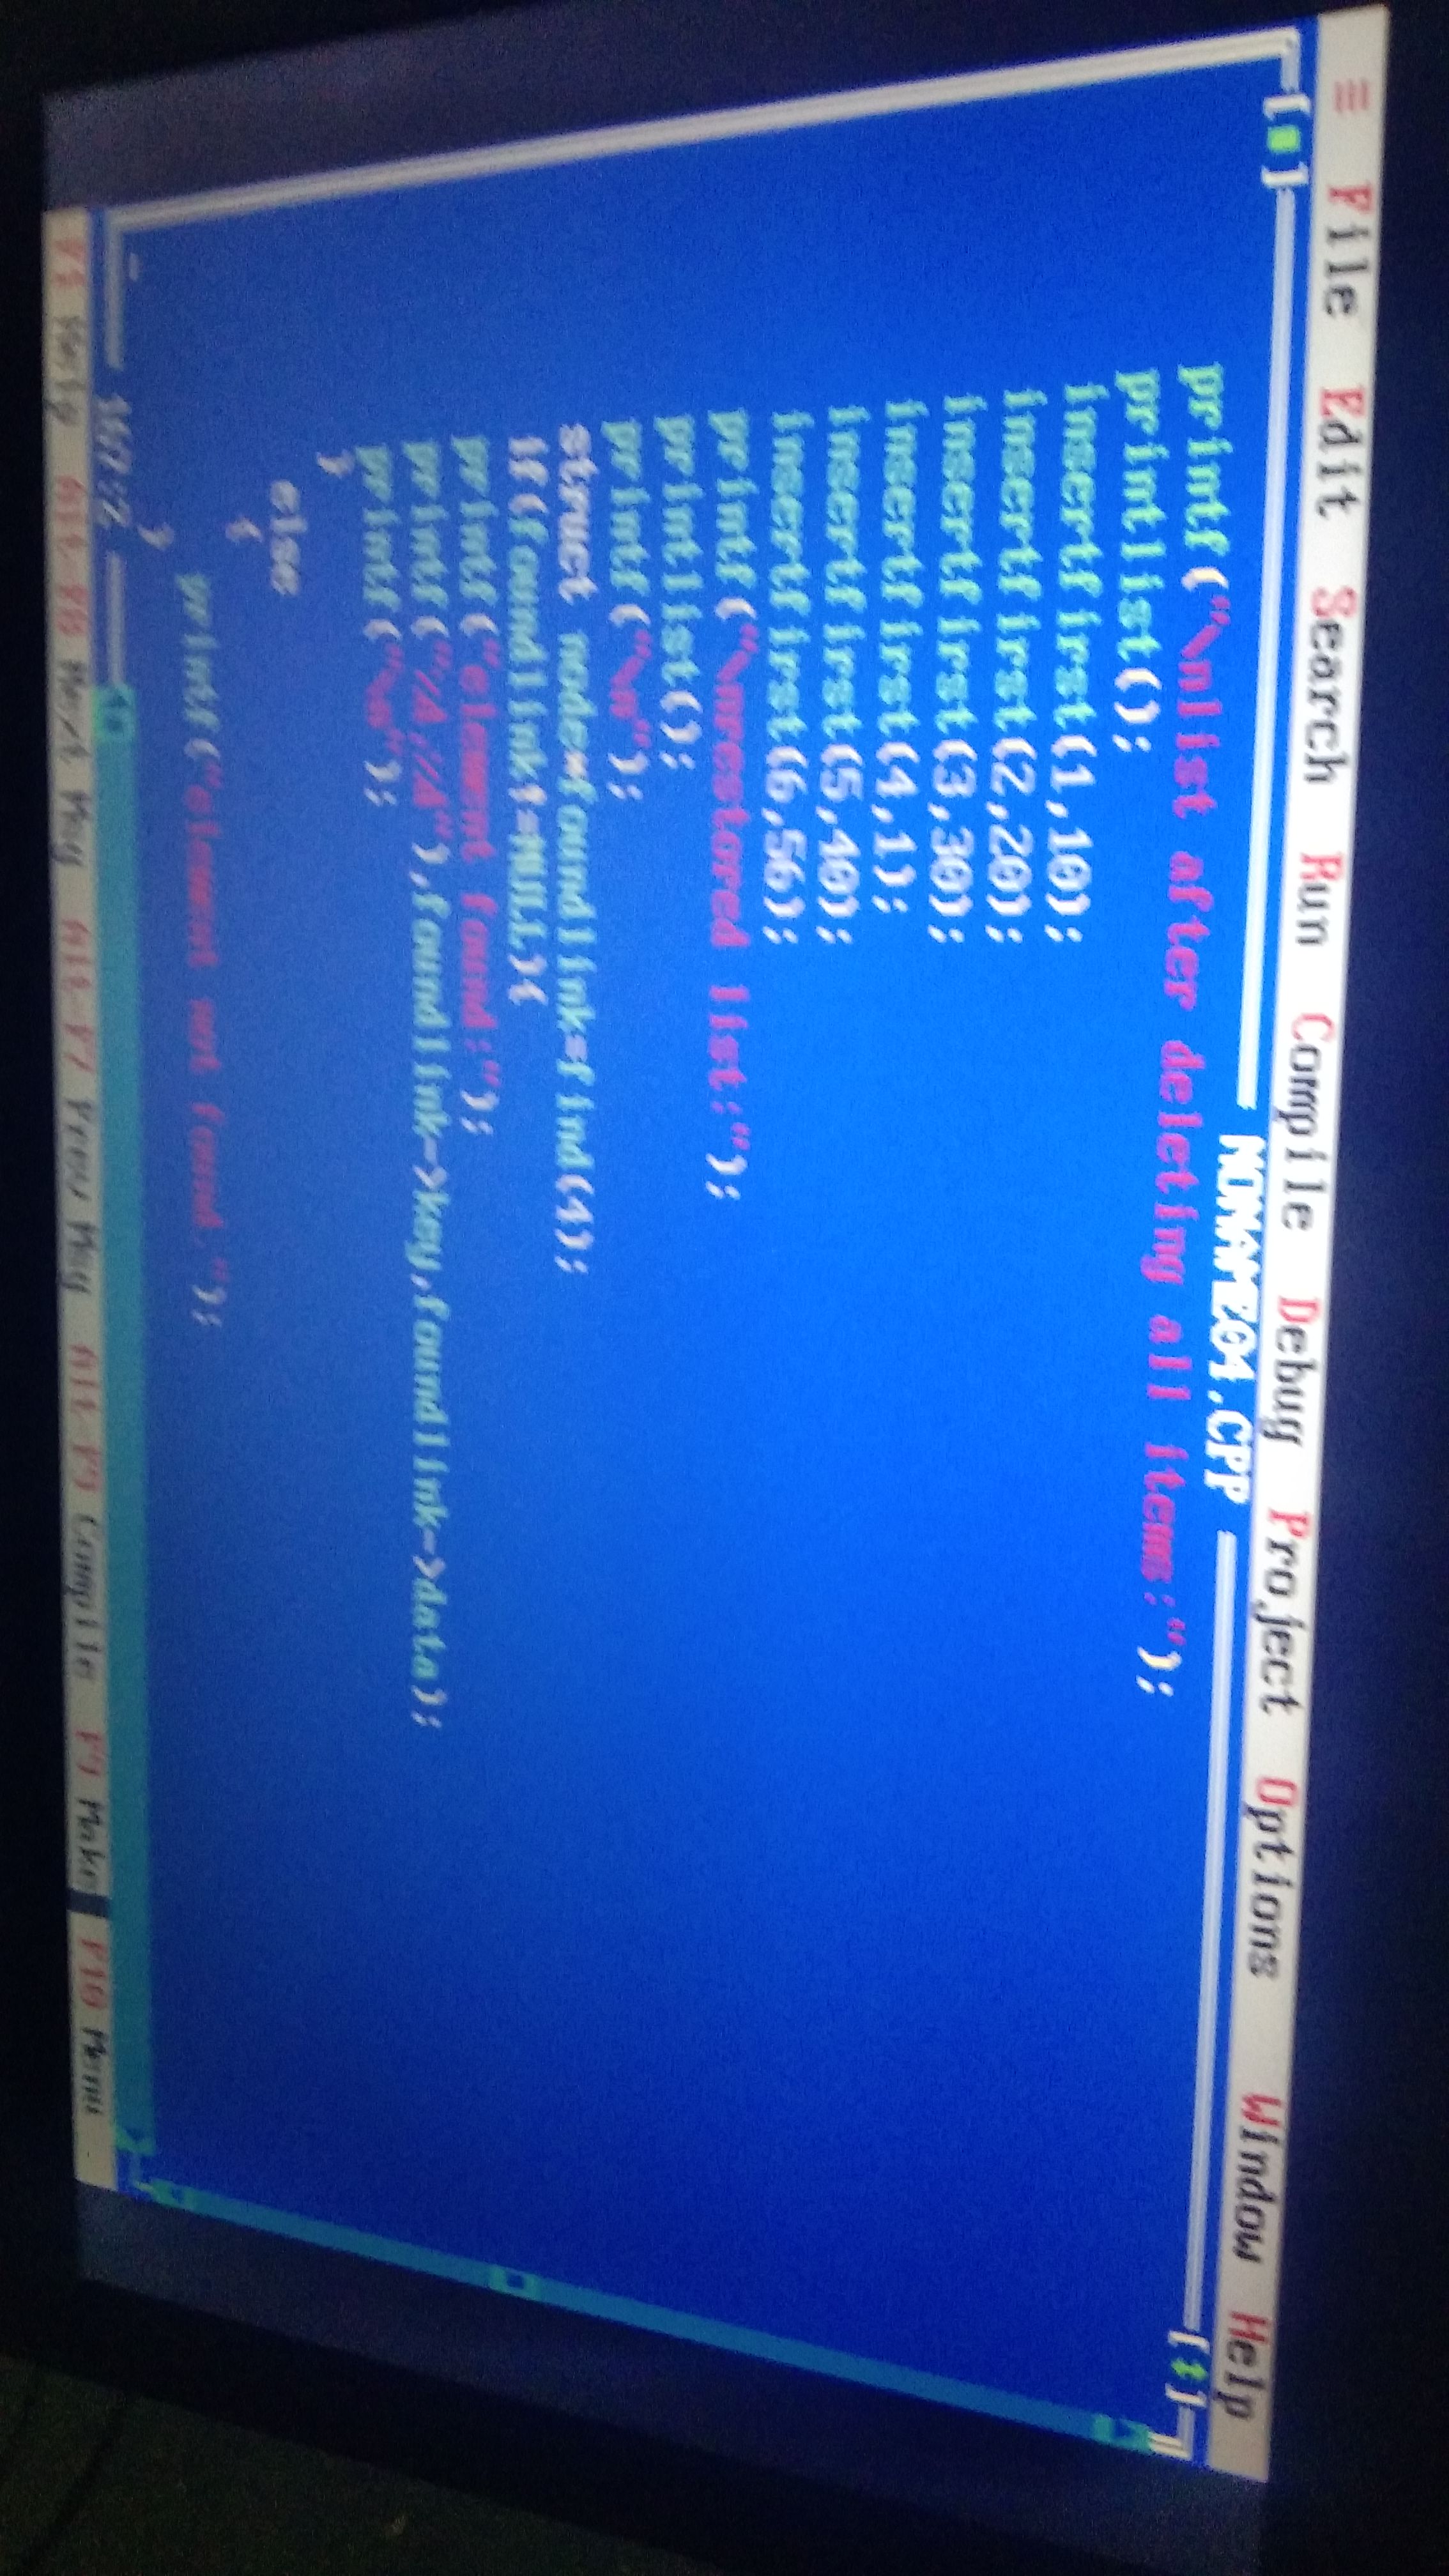 ≡ File Edit Search Run Compile Debug Project Options Window Help
NONAME04.CPP
printf("\nlist after deleting all items:");
printlist();
insertfirst(1,10);
insertfirst(2,20);
insertfirst(3,30);
insertfirst(4,1);
insertfirst(5,40);
insertfirst(6,56);
printf("\nrestored list:");
printlist();
printf("\n");
struct node*foundlink=find(4);
if(foundlink!=NULL){
printf("element found:");
printf(" "),foundlink->key,foundlink->data);
printf("\n");
}
else
{
printf("element not found.");
}
F1 Help Alt-F8 Next Msg Alt-F7 Prev Msg Alt-F9 Compile F9 Make F10 Menu